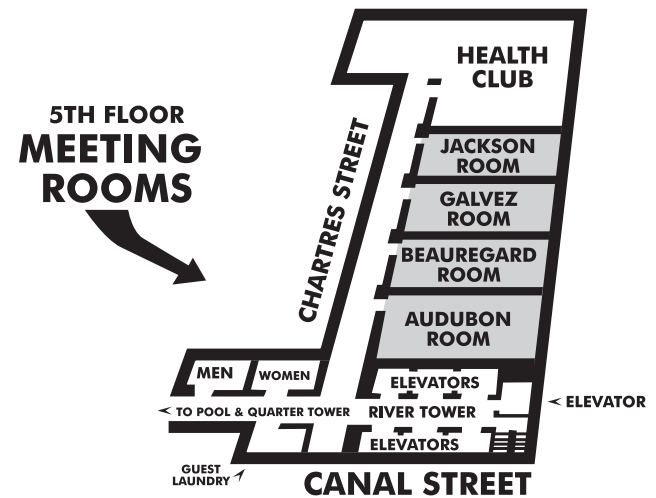 HEALTH
CLUB
5TH FLOOR
MEETING
ROOMS
CHARTRES STREET
JACKSON
ROOM
GALVEZ
ROOM
BEAUREGARD
ROOM
AUDUBON
ROOM
MEN
WOMEN
ELEVATORS
TO POOL & QUARTER TOWER
RIVER TOWER
ELEVATOR
ELEVATORS
GUEST
LAUNDRY
CANAL STREET